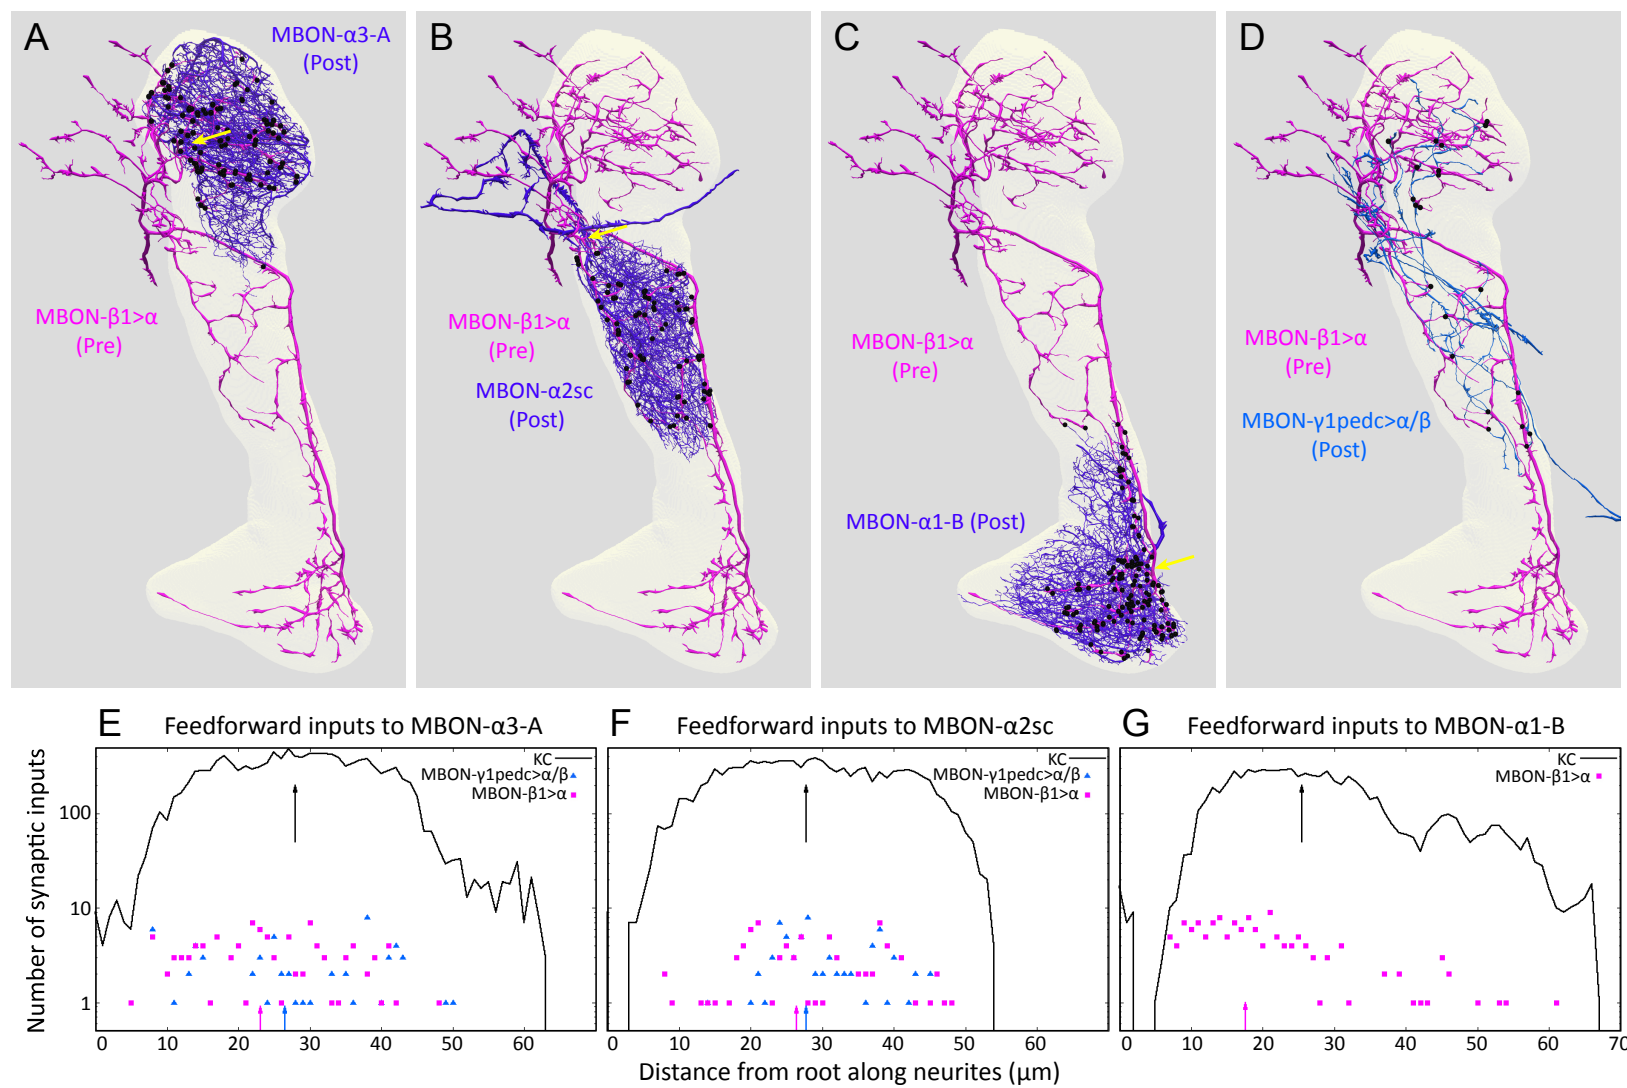 A
MBON-α3-A
(Post)
MBON-β1>α
(Pre)
B
MBON-β1>α
(Pre)
MBON-α2sc
(Post)
C
MBON-β1>α
(Pre)
MBON-α1-B (Post)
D
MBON-β1>α
(Pre)
MBON-γ1pedc>α/β
(Post)
E Feedforward inputs to MBON-α3-A
KC
MBON-γ1pedc>α/β
MBON-β1>α
Number of synaptic inputs
100
10
1
0 10 20 30 40 50 60
F Feedforward inputs to MBON-α2sc
KC
MBON-γ1pedc>α/β
MBON-β1>α
0 10 20 30 40 50 60
G Feedforward inputs to MBON-α1-B
KC
MBON-β1>α
0 10 20 30 40 50 60 70
Distance from root along neurites (μm)